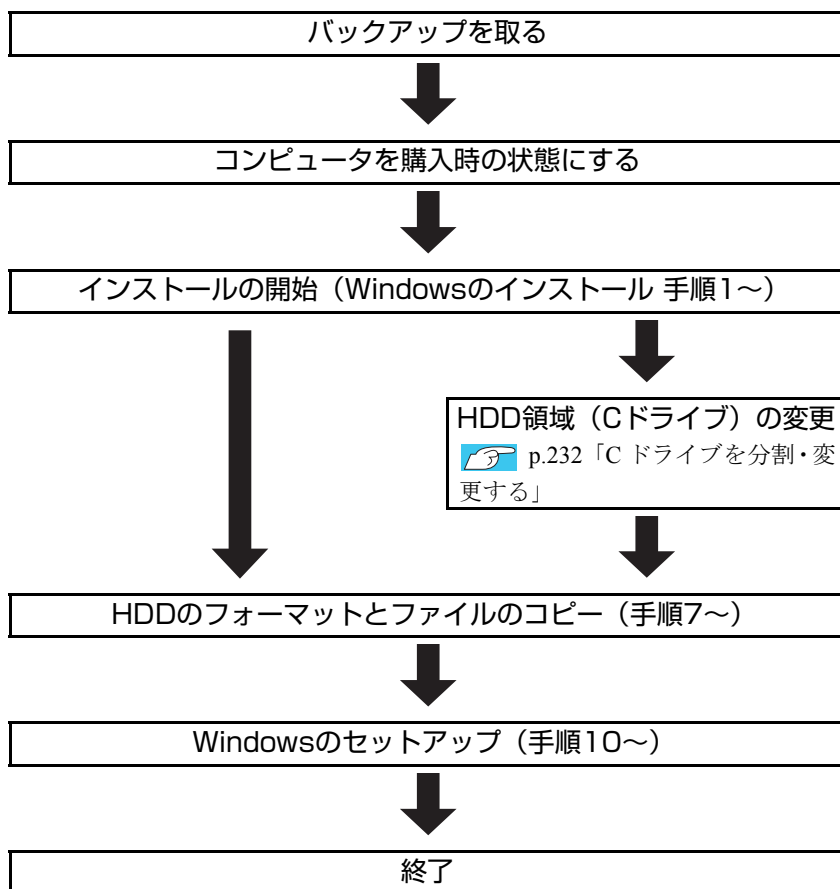 バックアップを取る
コンピュータを購入時の状態にする
インストールの開始（Windowsのインストール 手順1～）
HDD領域（Cドライブ）の変更
p.232「C ドライブを分割・変
更する」
HDDのフォーマットとファイルのコピー（手順7～）
Windowsのセットアップ（手順10～）
終了